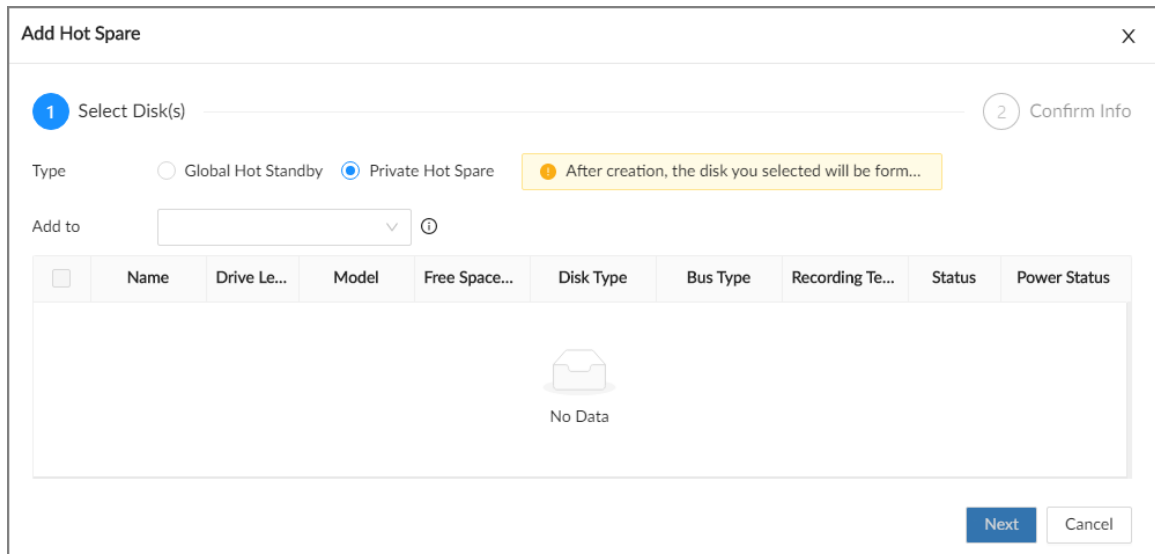 Add Hot Spare
X
1 Select Disk(s) 2 Confirm Info
Type Global Hot Standby Private Hot Spare After creation, the disk you selected will be form...
Add to
Name Drive Le... Model Free Space... Disk Type Bus Type Recording Te... Status Power Status
No Data
Next Cancel